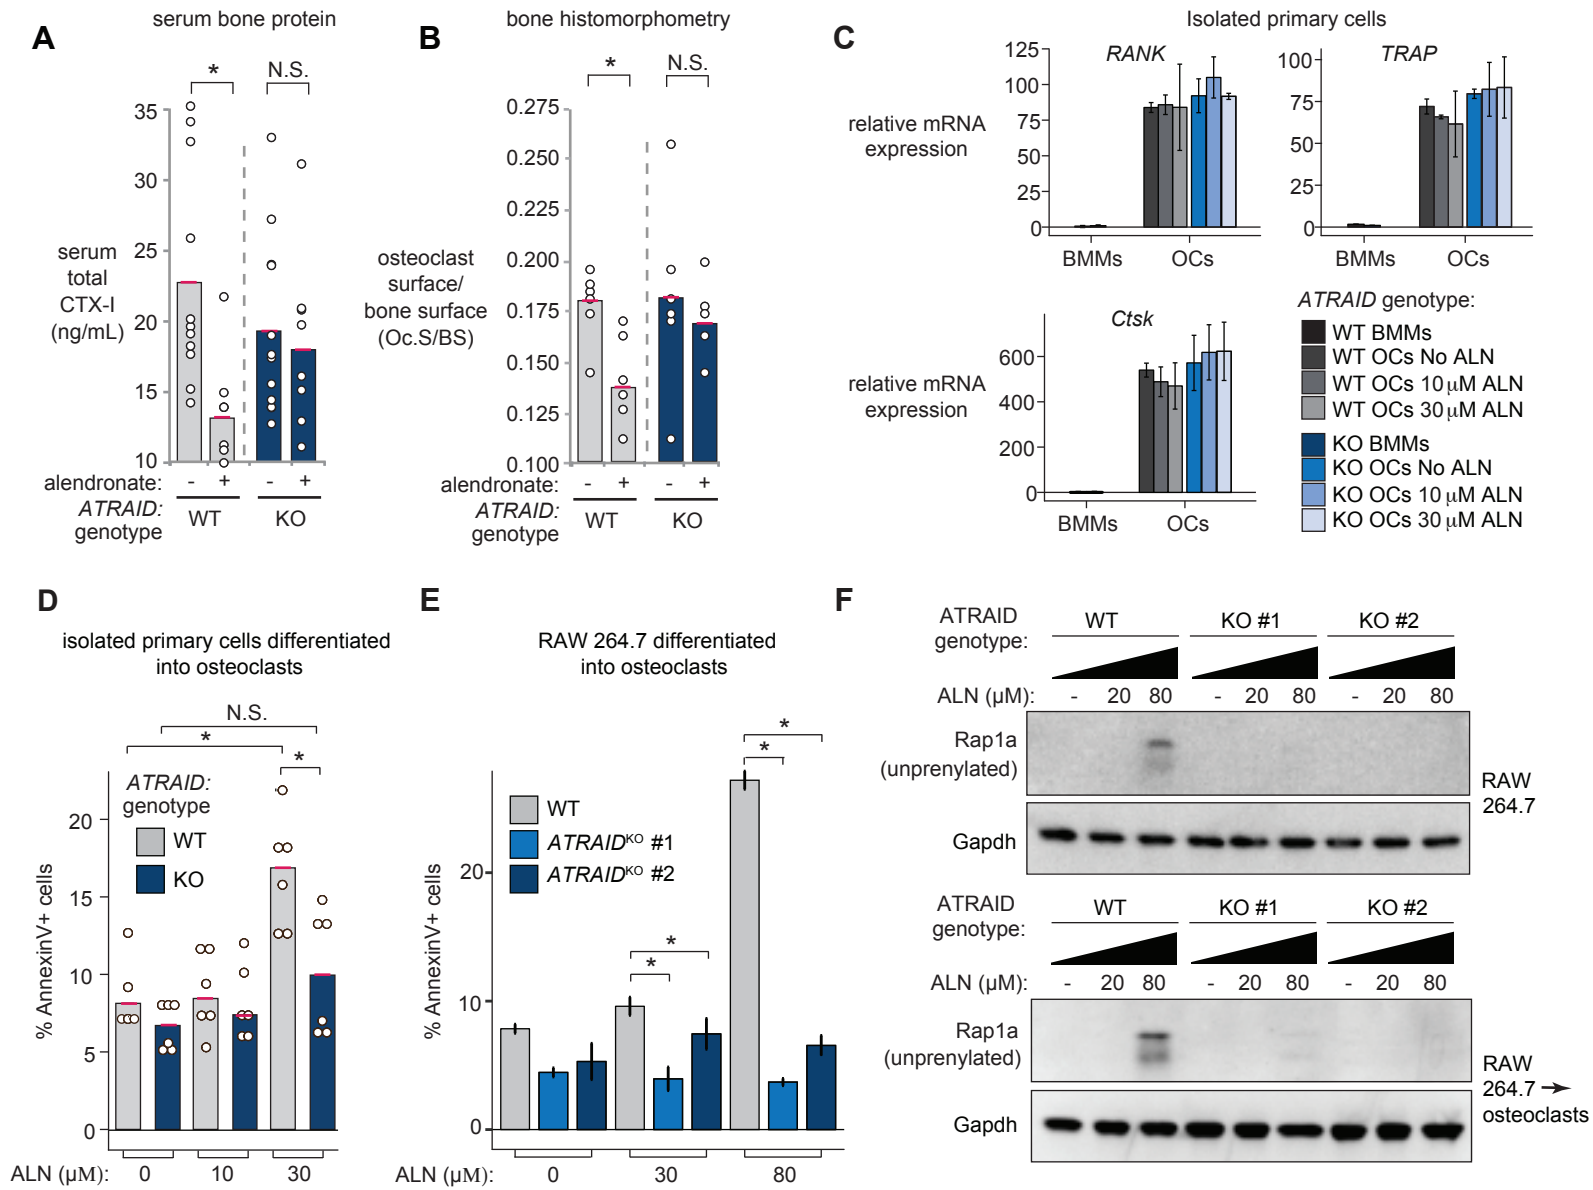 A
serum bone protein
*
N.S.
35
30
25
20
15
10
serum
total
CTX-I
(ng/mL)
alendronate:
- + - +
ATRAID:
genotype
WT
KO
B
bone histomorphometry
*
N.S.
0.275
0.250
0.225
0.200
0.175
0.150
0.125
0.100
osteoclast
surface/
bone surface
(Oc.S/BS)
alendronate:
- + - +
ATRAID:
genotype
WT
KO
C
Isolated primary cells
relative mRNA
expression
RANK
125
100
75
50
25
0
BMMs
OCs
TRAP
100
75
50
25
0
BMMs
OCs
relative mRNA
expression
Ctsk
600
400
200
0
BMMs
OCs
ATRAID genotype:
WT BMMs
WT OCs No ALN
WT OCs 10 μM ALN
WT OCs 30 μM ALN
KO BMMs
KO OCs No ALN
KO OCs 10 μM ALN
KO OCs 30 μM ALN
D
isolated primary cells differentiated
into osteoclasts
N.S.
*
*
ATRAID:
genotype
WT
KO
% AnnexinV+ cells
20
15
10
5
0
ALN (μM):
0
10
30
E
RAW 264.7 differentiated
into osteoclasts
*
*
*
*
WT
ATRAIDᴷᴼ #1
ATRAIDᴷᴼ #2
% AnnexinV+ cells
20
10
0
ALN (μM):
0
30
80
F
ATRAID
genotype:
WT
KO #1
KO #2
ALN (μM):
- 20 80 - 20 80 - 20 80
Rap1a
(unprenylated)
Gapdh
RAW
264.7
ATRAID
genotype:
WT
KO #1
KO #2
ALN (μM):
- 20 80 - 20 80 - 20 80
Rap1a
(unprenylated)
Gapdh
RAW
264.7 →
osteoclasts